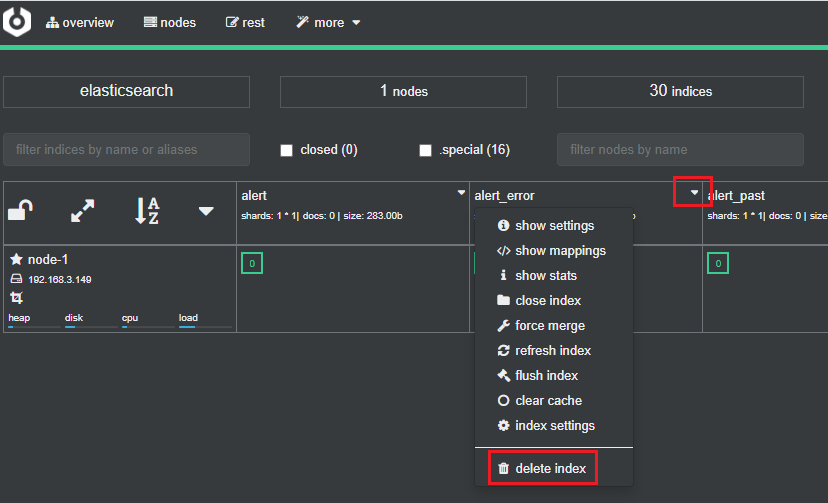 overview nodes rest more
elasticsearch 1 nodes 30 indices
filter indices by name or aliases closed (0) .special (16) filter nodes by name
alert alert_error alert_past
shards: 1 * 1| docs: 0 | size: 283.00b shards: 1 * 1| docs: 0 | size
node-1 0 0
192.168.3.149
heap disk cpu load
show settings
show mappings
show stats
close index
force merge
refresh index
flush index
clear cache
index settings
delete index